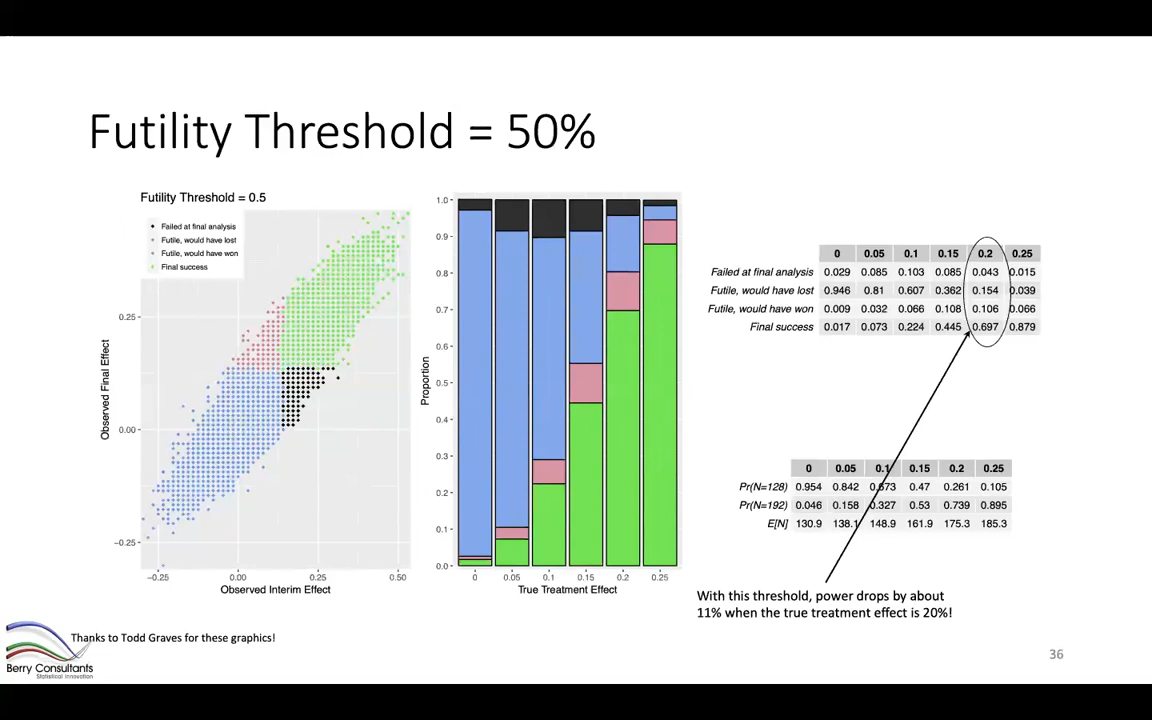 Futility Threshold = 50%
Futility Threshold = 0.5
Failed at final analysis
Futile, would have lost
Futile, would have won
Final success
Observed Final Effect
0.25
0.00
−0.25
−0.25 0.00 0.25 0.50
Observed Interim Effect
Proportion
1.0
0.9
0.8
0.7
0.6
0.5
0.4
0.3
0.2
0.1
0.0
0 0.05 0.1 0.15 0.2 0.25
True Treatment Effect
0 0.05 0.1 0.15 0.2 0.25
Failed at final analysis 0.029 0.085 0.103 0.085 0.043 0.015
Futile, would have lost 0.946 0.81 0.607 0.362 0.154 0.039
Futile, would have won 0.009 0.032 0.066 0.108 0.106 0.066
Final success 0.017 0.073 0.224 0.445 0.697 0.879
0 0.05 0.1 0.15 0.2 0.25
Pr(N=128) 0.954 0.842 0.673 0.47 0.261 0.105
Pr(N=192) 0.046 0.158 0.327 0.53 0.739 0.895
E[N] 130.9 138.1 148.9 161.9 175.3 185.3
With this threshold, power drops by about
11% when the true treatment effect is 20%!
Thanks to Todd Graves for these graphics!
Berry Consultants
Statistical Innovation
36